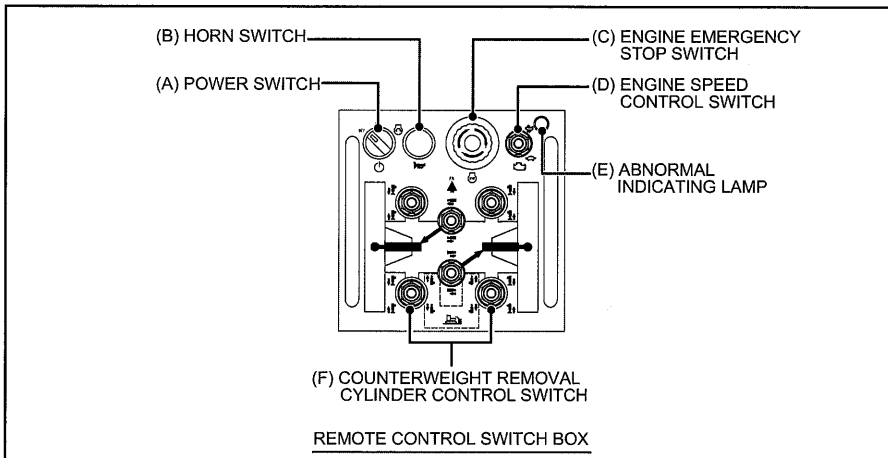 (B) HORN SWITCH
(A) POWER SWITCH
(C) ENGINE EMERGENCY
STOP SWITCH
(D) ENGINE SPEED
CONTROL SWITCH
(E) ABNORMAL
INDICATING LAMP
(F) COUNTERWEIGHT REMOVAL
CYLINDER CONTROL SWITCH
REMOTE CONTROL SWITCH BOX